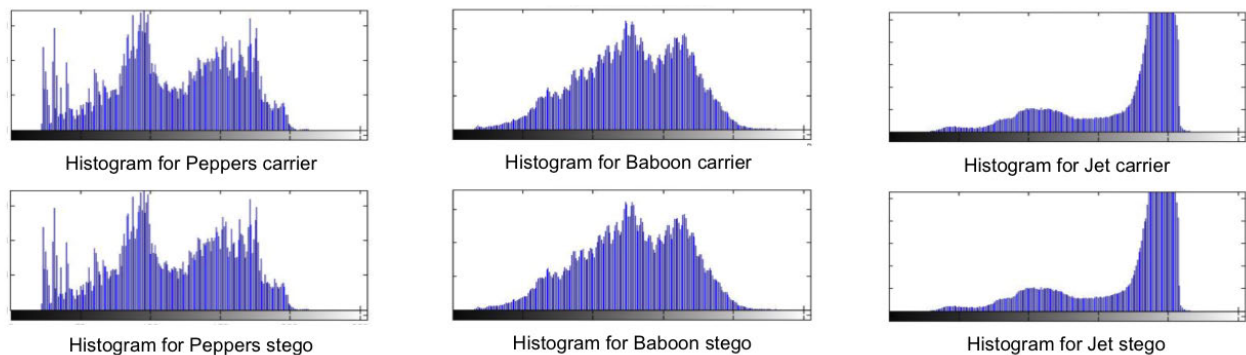 Histogram for Peppers carrier
Histogram for Baboon carrier
Histogram for Jet carrier
Histogram for Peppers stego
Histogram for Baboon stego
Histogram for Jet stego